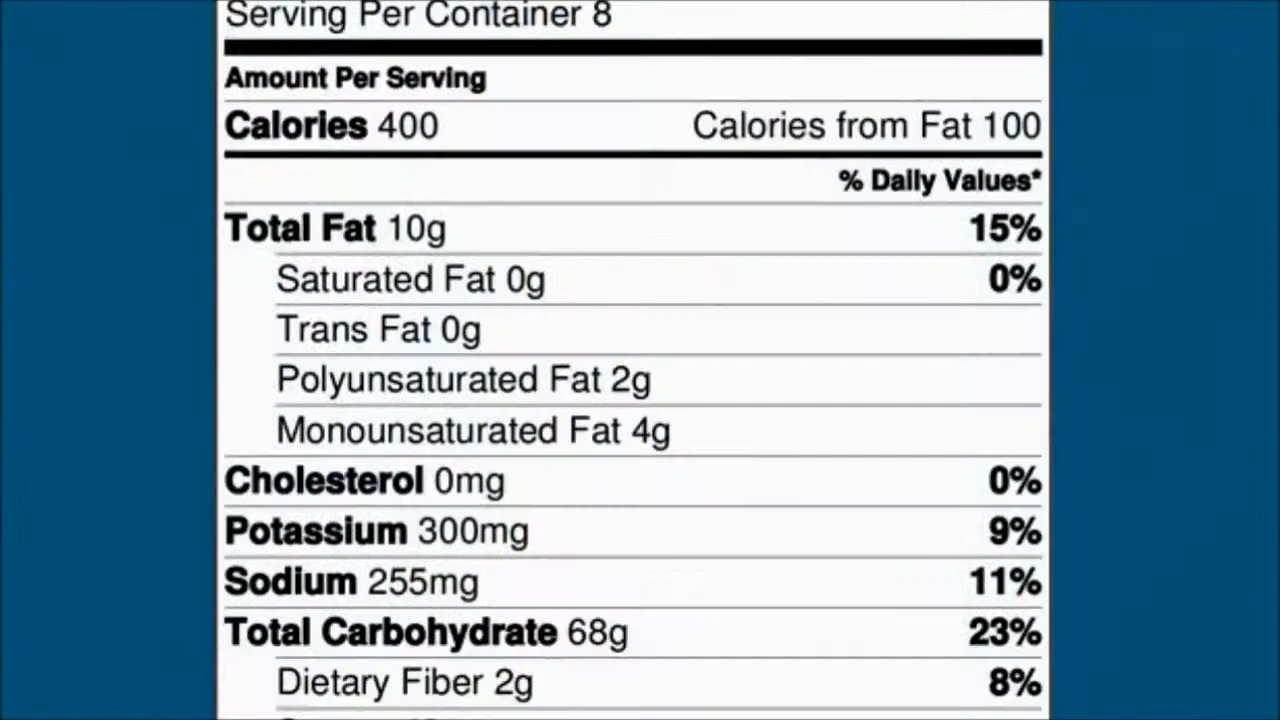 Serving Per Container 8
Amount Per Serving
Calories 400 Calories from Fat 100
% Daily Values*
Total Fat 10g 15%
Saturated Fat 0g 0%
Trans Fat 0g
Polyunsaturated Fat 2g
Monounsaturated Fat 4g
Cholesterol 0mg 0%
Potassium 300mg 9%
Sodium 255mg 11%
Total Carbohydrate 68g 23%
Dietary Fiber 2g 8%